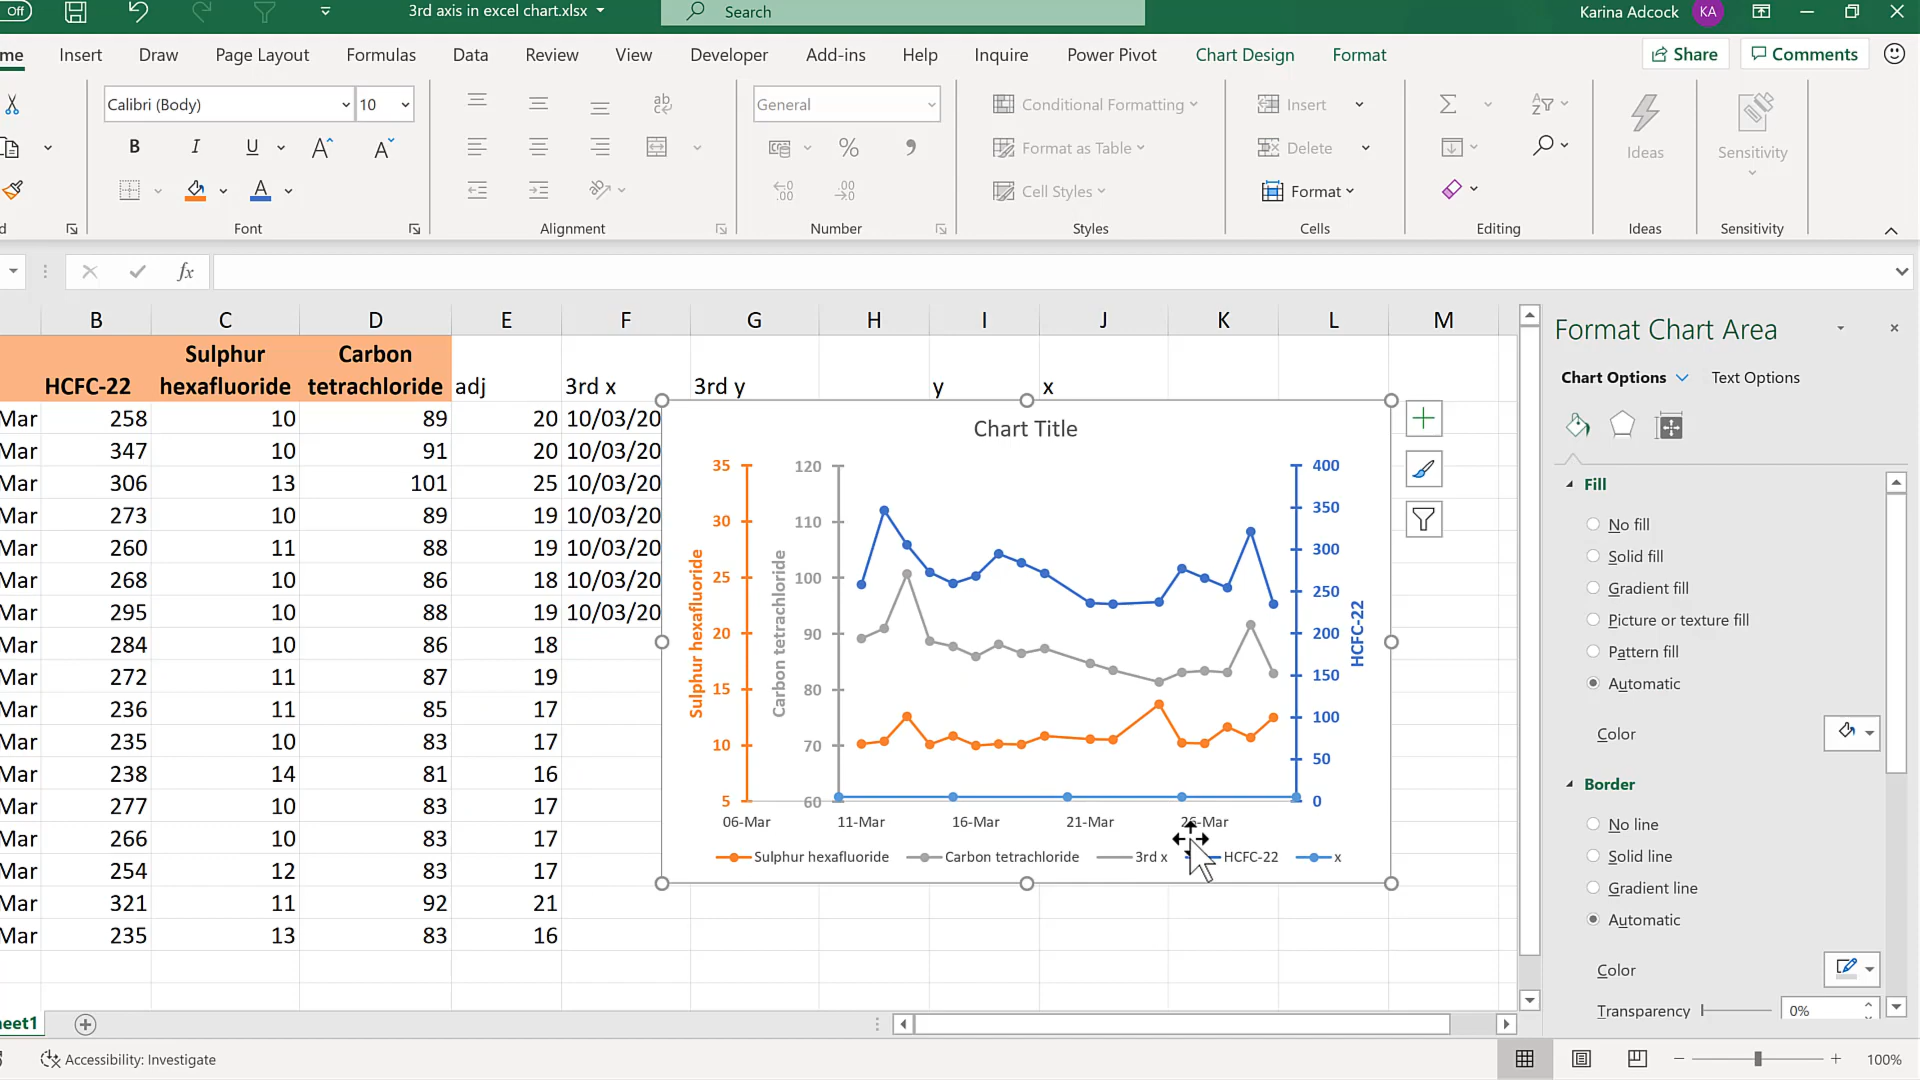 Off
3rd axis in excel chart.xlsx
Search
Karina Adcock KA
me Insert Draw Page Layout Formulas Data Review View Developer Add-ins Help Inquire Power Pivot Chart Design Format Share Comments
Calibri (Body) 10 ab General Conditional Formatting Insert
B I U A A % Format as Table Delete Ideas Sensitivity
A Cell Styles Format
d Font Alignment Number Styles Cells Editing Ideas Sensitivity
fx
B C D E F G H I J K L M
HCFC-22 Sulphur hexafluoride Carbon tetrachloride adj 3rd x 3rd y y x
Mar 258 10 89 20 10/03/20
Mar 347 10 91 20 10/03/20
Mar 306 13 101 25 10/03/20
Mar 273 10 89 19 10/03/20
Mar 260 11 88 19 10/03/20
Mar 268 10 86 18 10/03/20
Mar 295 10 88 19 10/03/20
Mar 284 10 86 18
Mar 272 11 87 19
Mar 236 11 85 17
Mar 235 10 83 17
Mar 238 14 81 16
Mar 277 10 83 17
Mar 266 10 83 17
Mar 254 12 83 17
Mar 321 11 92 21
Mar 235 13 83 16
Chart Title
Sulphur hexafluoride
35
30
25
20
15
10
5
Carbon tetrachloride
120
110
100
90
80
70
60
400
350
300
250
200
150
100
50
0
HCFC-22
06-Mar 11-Mar 16-Mar 21-Mar 26-Mar
Sulphur hexafluoride Carbon tetrachloride 3rd x HCFC-22 x
Format Chart Area
Chart Options Text Options
Fill
No fill
Solid fill
Gradient fill
Picture or texture fill
Pattern fill
Automatic
Color
Border
No line
Solid line
Gradient line
Automatic
Color
Transparency 0%
eet1
Accessibility: Investigate
100%